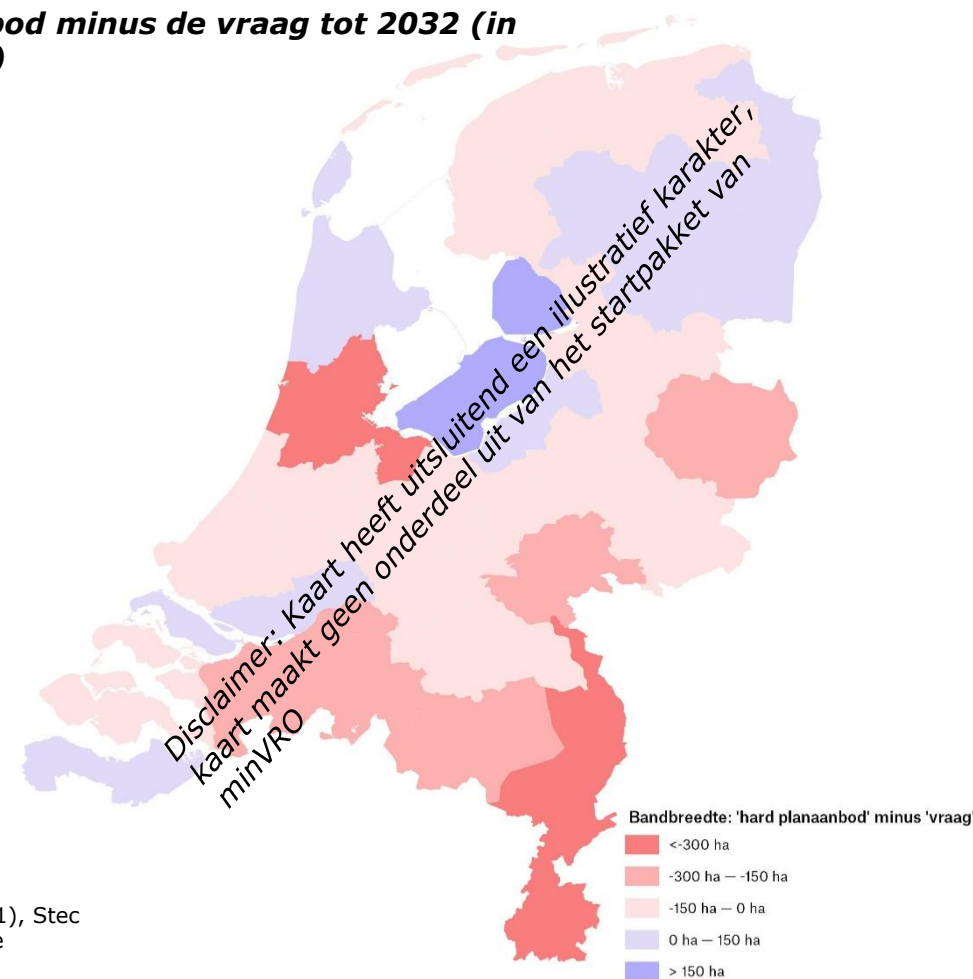 od minus de vraag tot 2032 (in
)
Disclaimer: Kaart heeft uitsluitend een illustratief karakter,
kaart maakt geen onderdeel uit van het startpakket van
minVRO
Bandbreedte: 'hard planaanbod' minus 'vraag'
<-300 ha
-300 ha — -150 ha
-150 ha — 0 ha
0 ha — 150 ha
> 150 ha
1), Stec
e